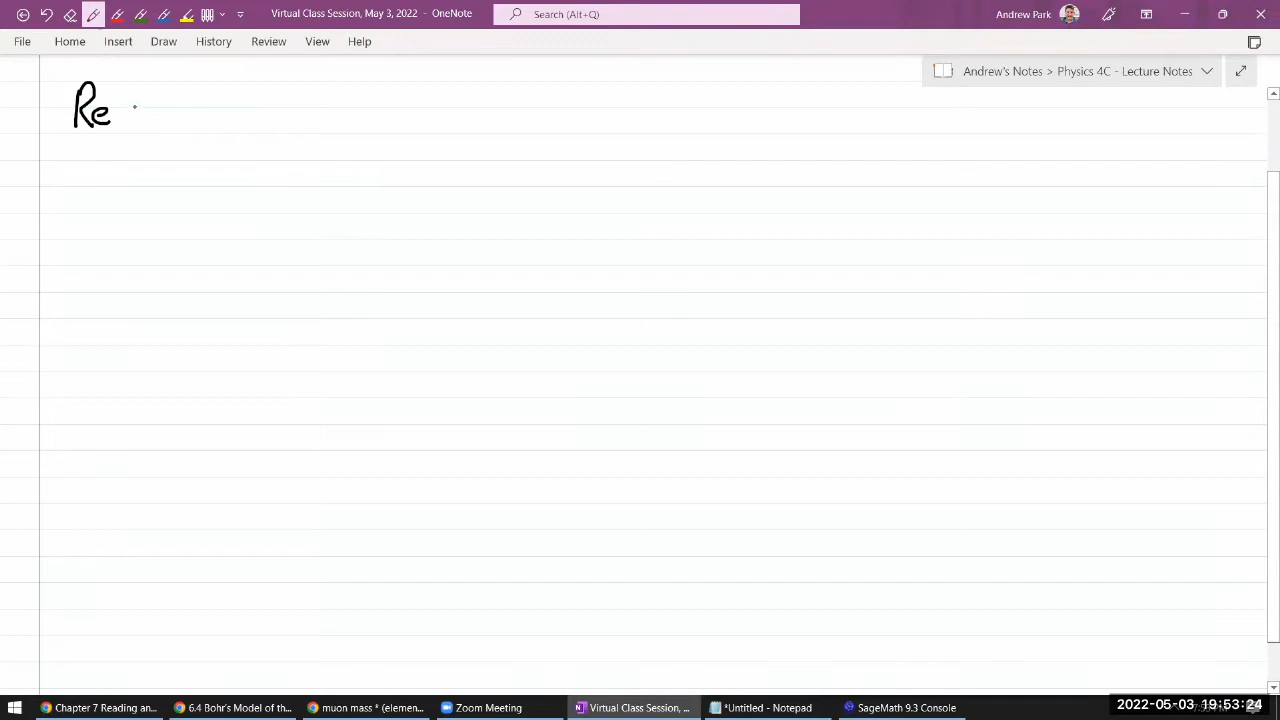 Virtual Class Session, May 3, 2022 - OneNote
Search (Alt+Q)
Andrew Park
File Home Insert Draw History Review View Help
Andrew's Notes > Physics 4C - Lecture Notes
Re
Chapter 7 Reading an...
6.4 Bohr's Model of th...
muon mass * (elemen...
Zoom Meeting
Virtual Class Session, ...
*Untitled - Notepad
SageMath 9.3 Console
2022-05-03 19:53:24